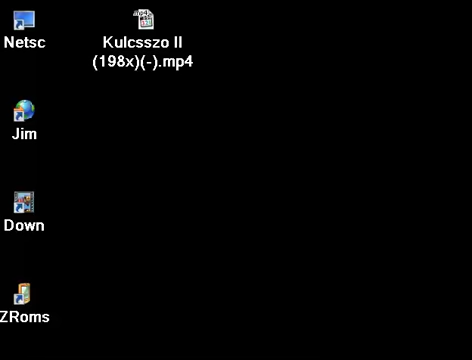 Netsc
Kulcsszo II
(198x)(-).mp4
Jim
Down
ZRoms